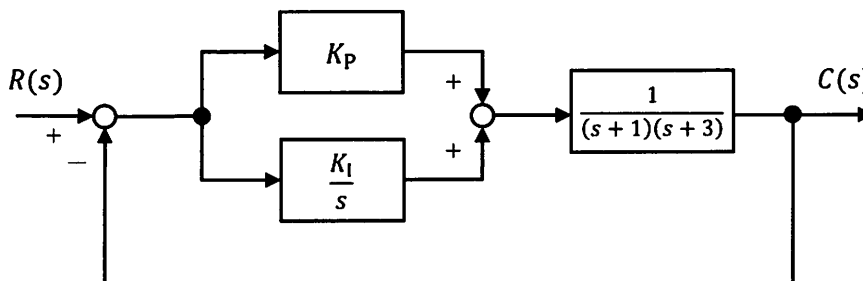 R(s)
+
−
K_P
K_I
s
+
+
1
(s + 1)(s + 3)
C(s)